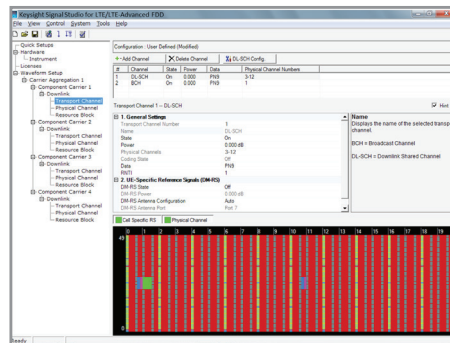 Keysight Signal Studio for LTE/LTE-Advanced FDD
File View Control System Tools Help
Quick Setups
Hardware
Instrument
Licenses
Waveform Setup
Carrier Aggregation 1
Component Carrier 1
Downlink
Transport Channel
Physical Channel
Resource Block
Component Carrier 2
Downlink
Transport Channel
Physical Channel
Resource Block
Component Carrier 3
Downlink
Transport Channel
Physical Channel
Resource Block
Component Carrier 4
Downlink
Transport Channel
Physical Channel
Resource Block
Configuration : User Defined (Modified)
Add Channel Delete Channel DL-SCH Config.
# Channel State Power Data Physical Channel Numbers
1 DL-SCH On 0.000 PN9 3-12
2 BCH On 0.000 PN9 1
Transport Channel 1 -- DL-SCH Hint
1. General Settings
Transport Channel Number 1
Name DL-SCH
State On
Power 0.000 dB
Physical Channels 3-12
Coding State Off
Data PN9
RNTI 1
2. UE-Specific Reference Signals (DM-RS)
DM-RS State Off
DM-RS Power 0.000 dB
DM-RS Antenna Configuration Auto
DM-RS Antenna Port Port 7
Name
Displays the name of the selected transp
channel.
BCH = Broadcast Channel
DL-SCH = Downlink Shared Channel
Cell Specific RS Physical Channel
0 1 2 3 4 5 6 7 8 9 10 11 12 13 14 15 16 17 18 19
49
0
Ready